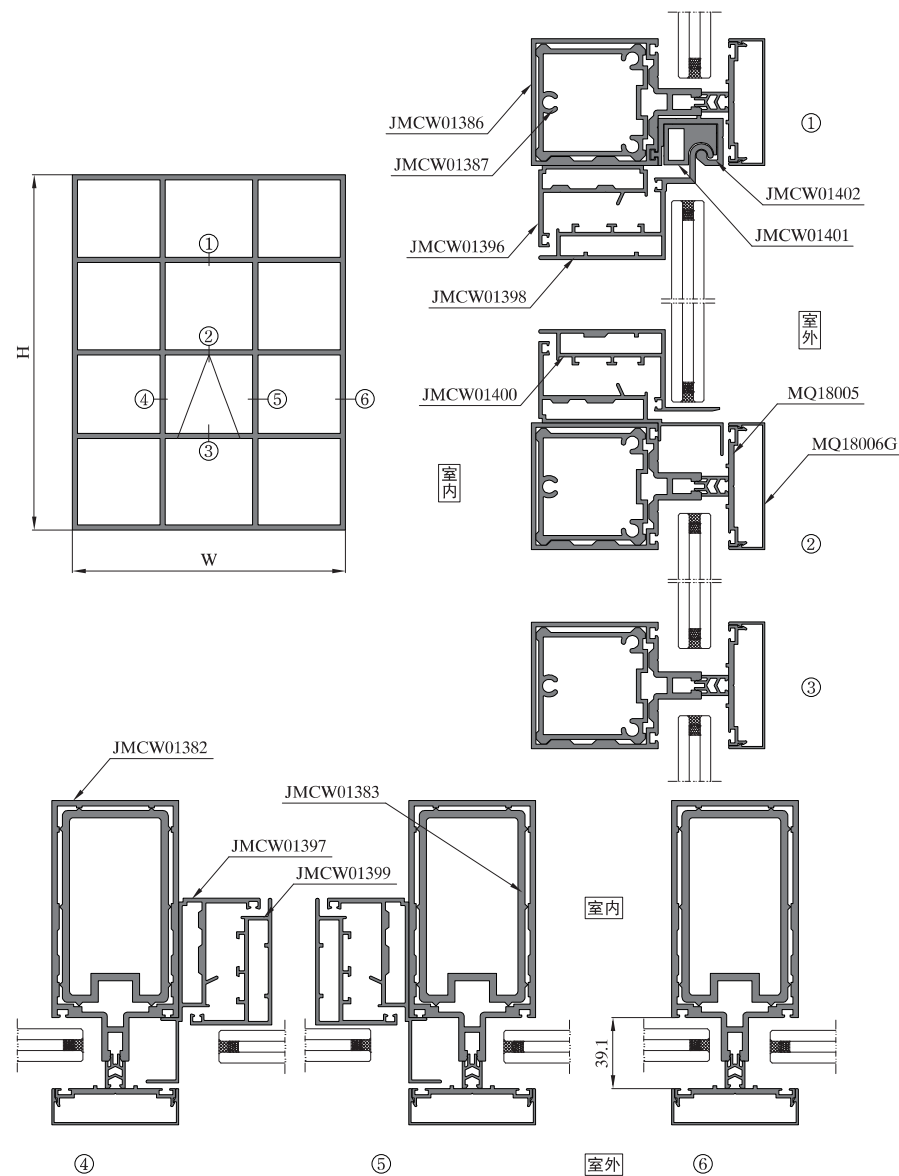 JMCW01386
①
JMCW01387
JMCW01402
JMCW01401
JMCW01396
JMCW01398
①
②
④
⑤
⑥
③
H
W
室外
JMCW01400
MQ18005
MQ18006G
室内
②
③
JMCW01382
JMCW01383
JMCW01397
JMCW01399
室内
39.1
④
⑤
室外
⑥